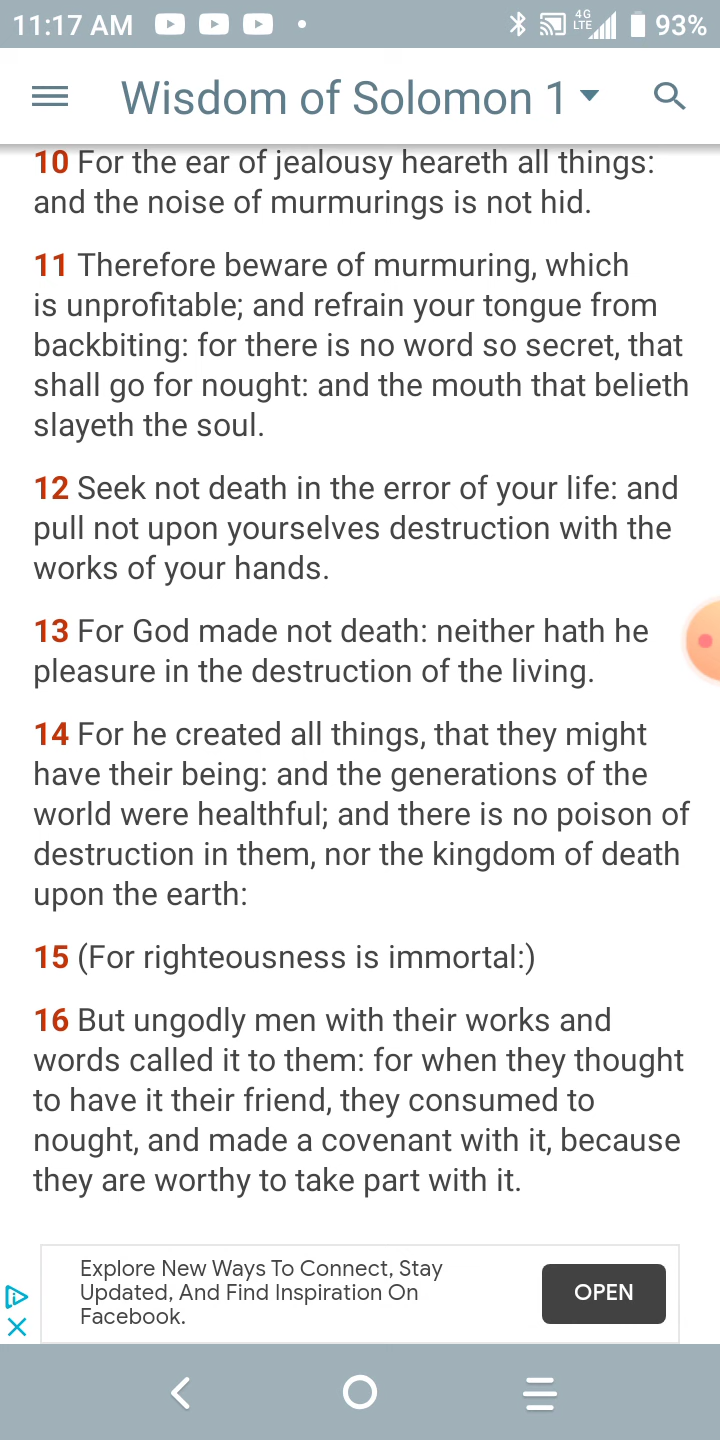 11:17 AM
4G
LTE
93%
Wisdom of Solomon 1
10 For the ear of jealousy heareth all things:
and the noise of murmurings is not hid.
11 Therefore beware of murmuring, which
is unprofitable; and refrain your tongue from
backbiting: for there is no word so secret, that
shall go for nought: and the mouth that belieth
slayeth the soul.
12 Seek not death in the error of your life: and
pull not upon yourselves destruction with the
works of your hands.
13 For God made not death: neither hath he
pleasure in the destruction of the living.
14 For he created all things, that they might
have their being: and the generations of the
world were healthful; and there is no poison of
destruction in them, nor the kingdom of death
upon the earth:
15 (For righteousness is immortal:)
16 But ungodly men with their works and
words called it to them: for when they thought
to have it their friend, they consumed to
nought, and made a covenant with it, because
they are worthy to take part with it.
Explore New Ways To Connect, Stay
Updated, And Find Inspiration On
Facebook.
OPEN